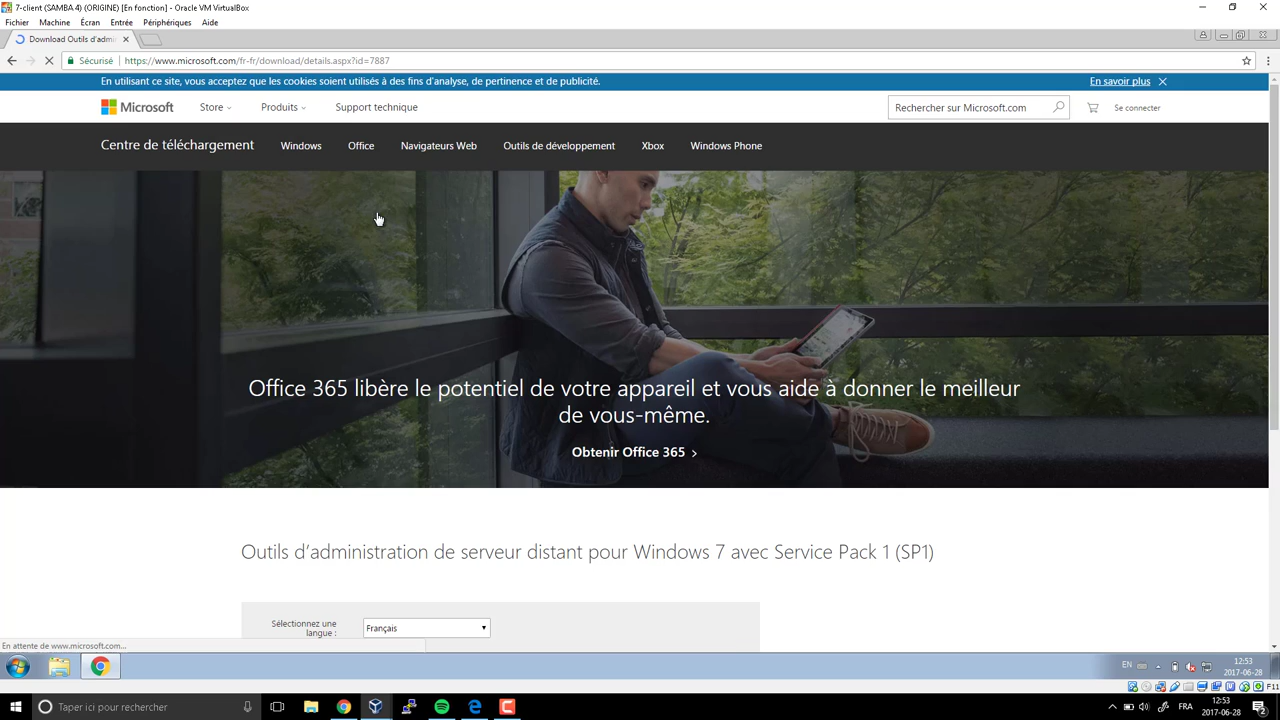 7-client (SAMBA 4) (ORIGINE) [En fonction] - Oracle VM VirtualBox
Fichier Machine Écran Entrée Périphériques Aide
Download Outils d'admi
Sécurisé https://www.microsoft.com/fr-fr/download/details.aspx?id=7887
En utilisant ce site, vous acceptez que les cookies soient utilisés à des fins d'analyse, de pertinence et de publicité. En savoir plus
Microsoft Store Produits Support technique Rechercher sur Microsoft.com Se connecter
Centre de téléchargement Windows Office Navigateurs Web Outils de développement Xbox Windows Phone
Office 365 libère le potentiel de votre appareil et vous aide à donner le meilleur
de vous-même.
Obtenir Office 365
Outils d'administration de serveur distant pour Windows 7 avec Service Pack 1 (SP1)
Sélectionnez une
langue :
Français
En attente de www.microsoft.com...
EN 12:53
2017-06-28
F11
Taper ici pour rechercher FRA 12:53
2017-06-28
2